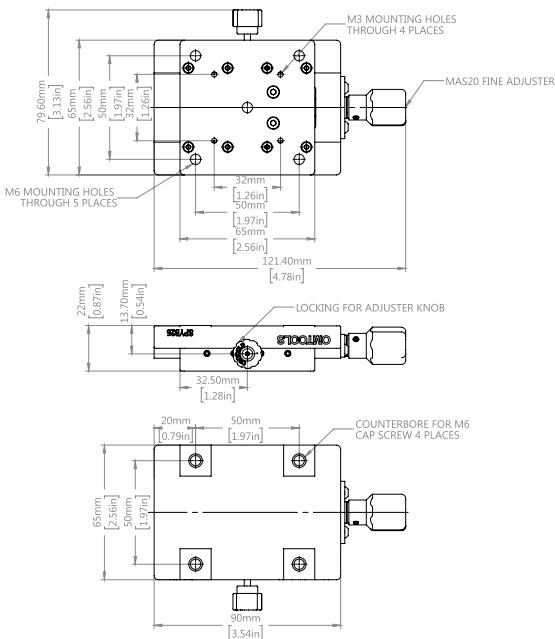 M3 MOUNTING HOLES
THROUGH 4 PLACES
MAS20 FINE ADJUSTER
79.60mm
[3.13in]
65mm
[2.56in]
50mm
[1.97in]
32mm
[1.26in]
M6 MOUNTING HOLES
THROUGH 5 PLACES
32mm
[1.26in]
50mm
[1.97in]
65mm
[2.56in]
121.40mm
[4.78in]
22mm
[0.87in]
13.70mm
[0.54in]
LOCKING FOR ADJUSTER KNOB
SPYB26
OMTOOLS
32.50mm
[1.28in]
20mm
[0.79in]
50mm
[1.97in]
COUNTERBORE FOR M6
CAP SCREW 4 PLACES
65mm
[2.56in]
50mm
[1.97in]
90mm
[3.54in]